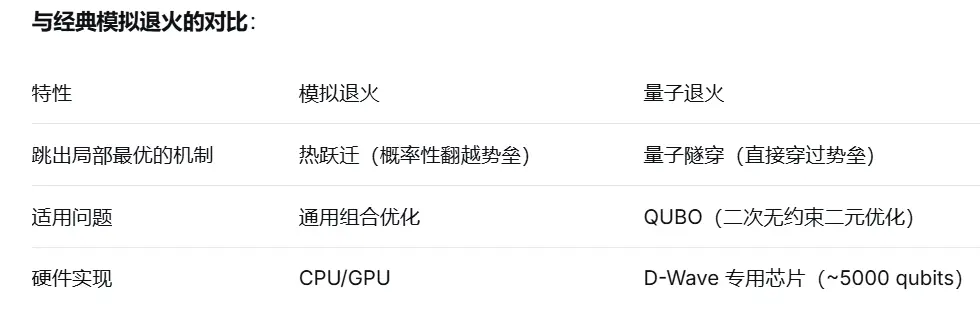 与经典模拟退火的对比：
特性 模拟退火 量子退火
跳出局部最优的机制 热跃迁（概率性翻越势垒） 量子隧穿（直接穿过势垒）
适用问题 通用组合优化 QUBO（二次无约束二元优化）
硬件实现 CPU/GPU D-Wave 专用芯片（~5000 qubits）